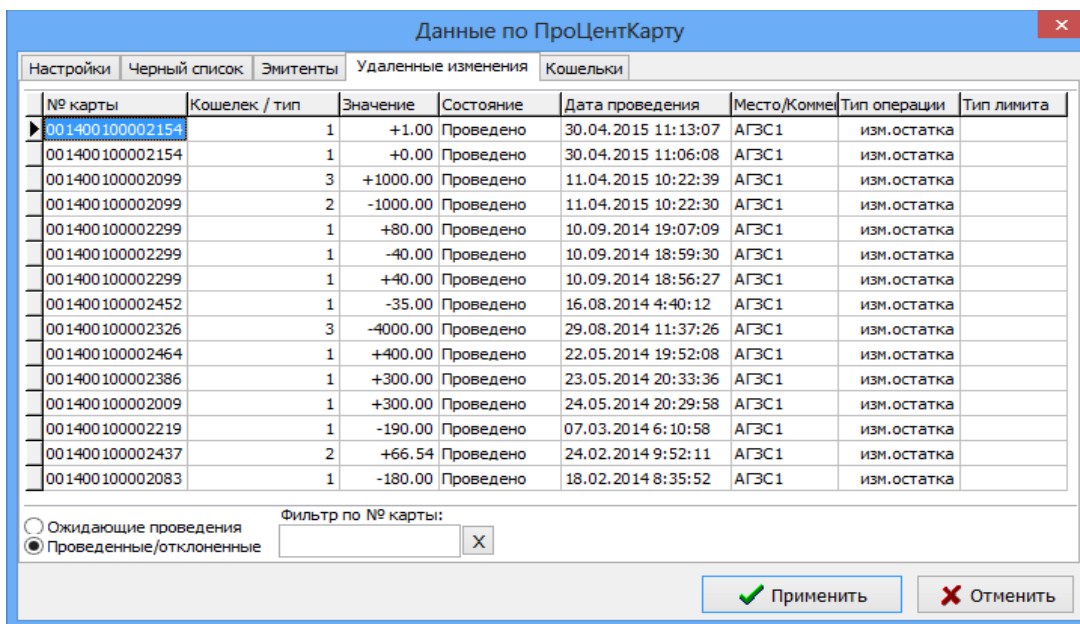 Данные по ПроЦентКарту
Настройки Черный список Эмитенты Удаленные изменения Кошельки
№ карты Кошелек / тип Значение Состояние Дата проведения Место/Коммен Тип операции Тип лимита
001400100002154 1 +1.00 Проведено 30.04.2015 11:13:07 АГЗС1 изм.остатка
001400100002154 1 +0.00 Проведено 30.04.2015 11:06:08 АГЗС1 изм.остатка
001400100002099 3 +1000.00 Проведено 11.04.2015 10:22:39 АГЗС1 изм.остатка
001400100002099 2 -1000.00 Проведено 11.04.2015 10:22:30 АГЗС1 изм.остатка
001400100002299 1 +80.00 Проведено 10.09.2014 19:07:09 АГЗС1 изм.остатка
001400100002299 1 -40.00 Проведено 10.09.2014 18:59:30 АГЗС1 изм.остатка
001400100002299 1 +40.00 Проведено 10.09.2014 18:56:27 АГЗС1 изм.остатка
001400100002452 1 -35.00 Проведено 16.08.2014 4:40:12 АГЗС1 изм.остатка
001400100002326 3 -4000.00 Проведено 29.08.2014 11:37:26 АГЗС1 изм.остатка
001400100002464 1 +400.00 Проведено 22.05.2014 19:52:08 АГЗС1 изм.остатка
001400100002386 1 +300.00 Проведено 23.05.2014 20:33:36 АГЗС1 изм.остатка
001400100002009 1 +300.00 Проведено 24.05.2014 20:29:58 АГЗС1 изм.остатка
001400100002219 1 -190.00 Проведено 07.03.2014 6:10:58 АГЗС1 изм.остатка
001400100002437 2 +66.54 Проведено 24.02.2014 9:52:11 АГЗС1 изм.остатка
001400100002083 1 -180.00 Проведено 18.02.2014 8:35:52 АГЗС1 изм.остатка
Фильтр по № карты:
Ожидающие проведения
Проведенные/отклоненные X
Применить Отменить